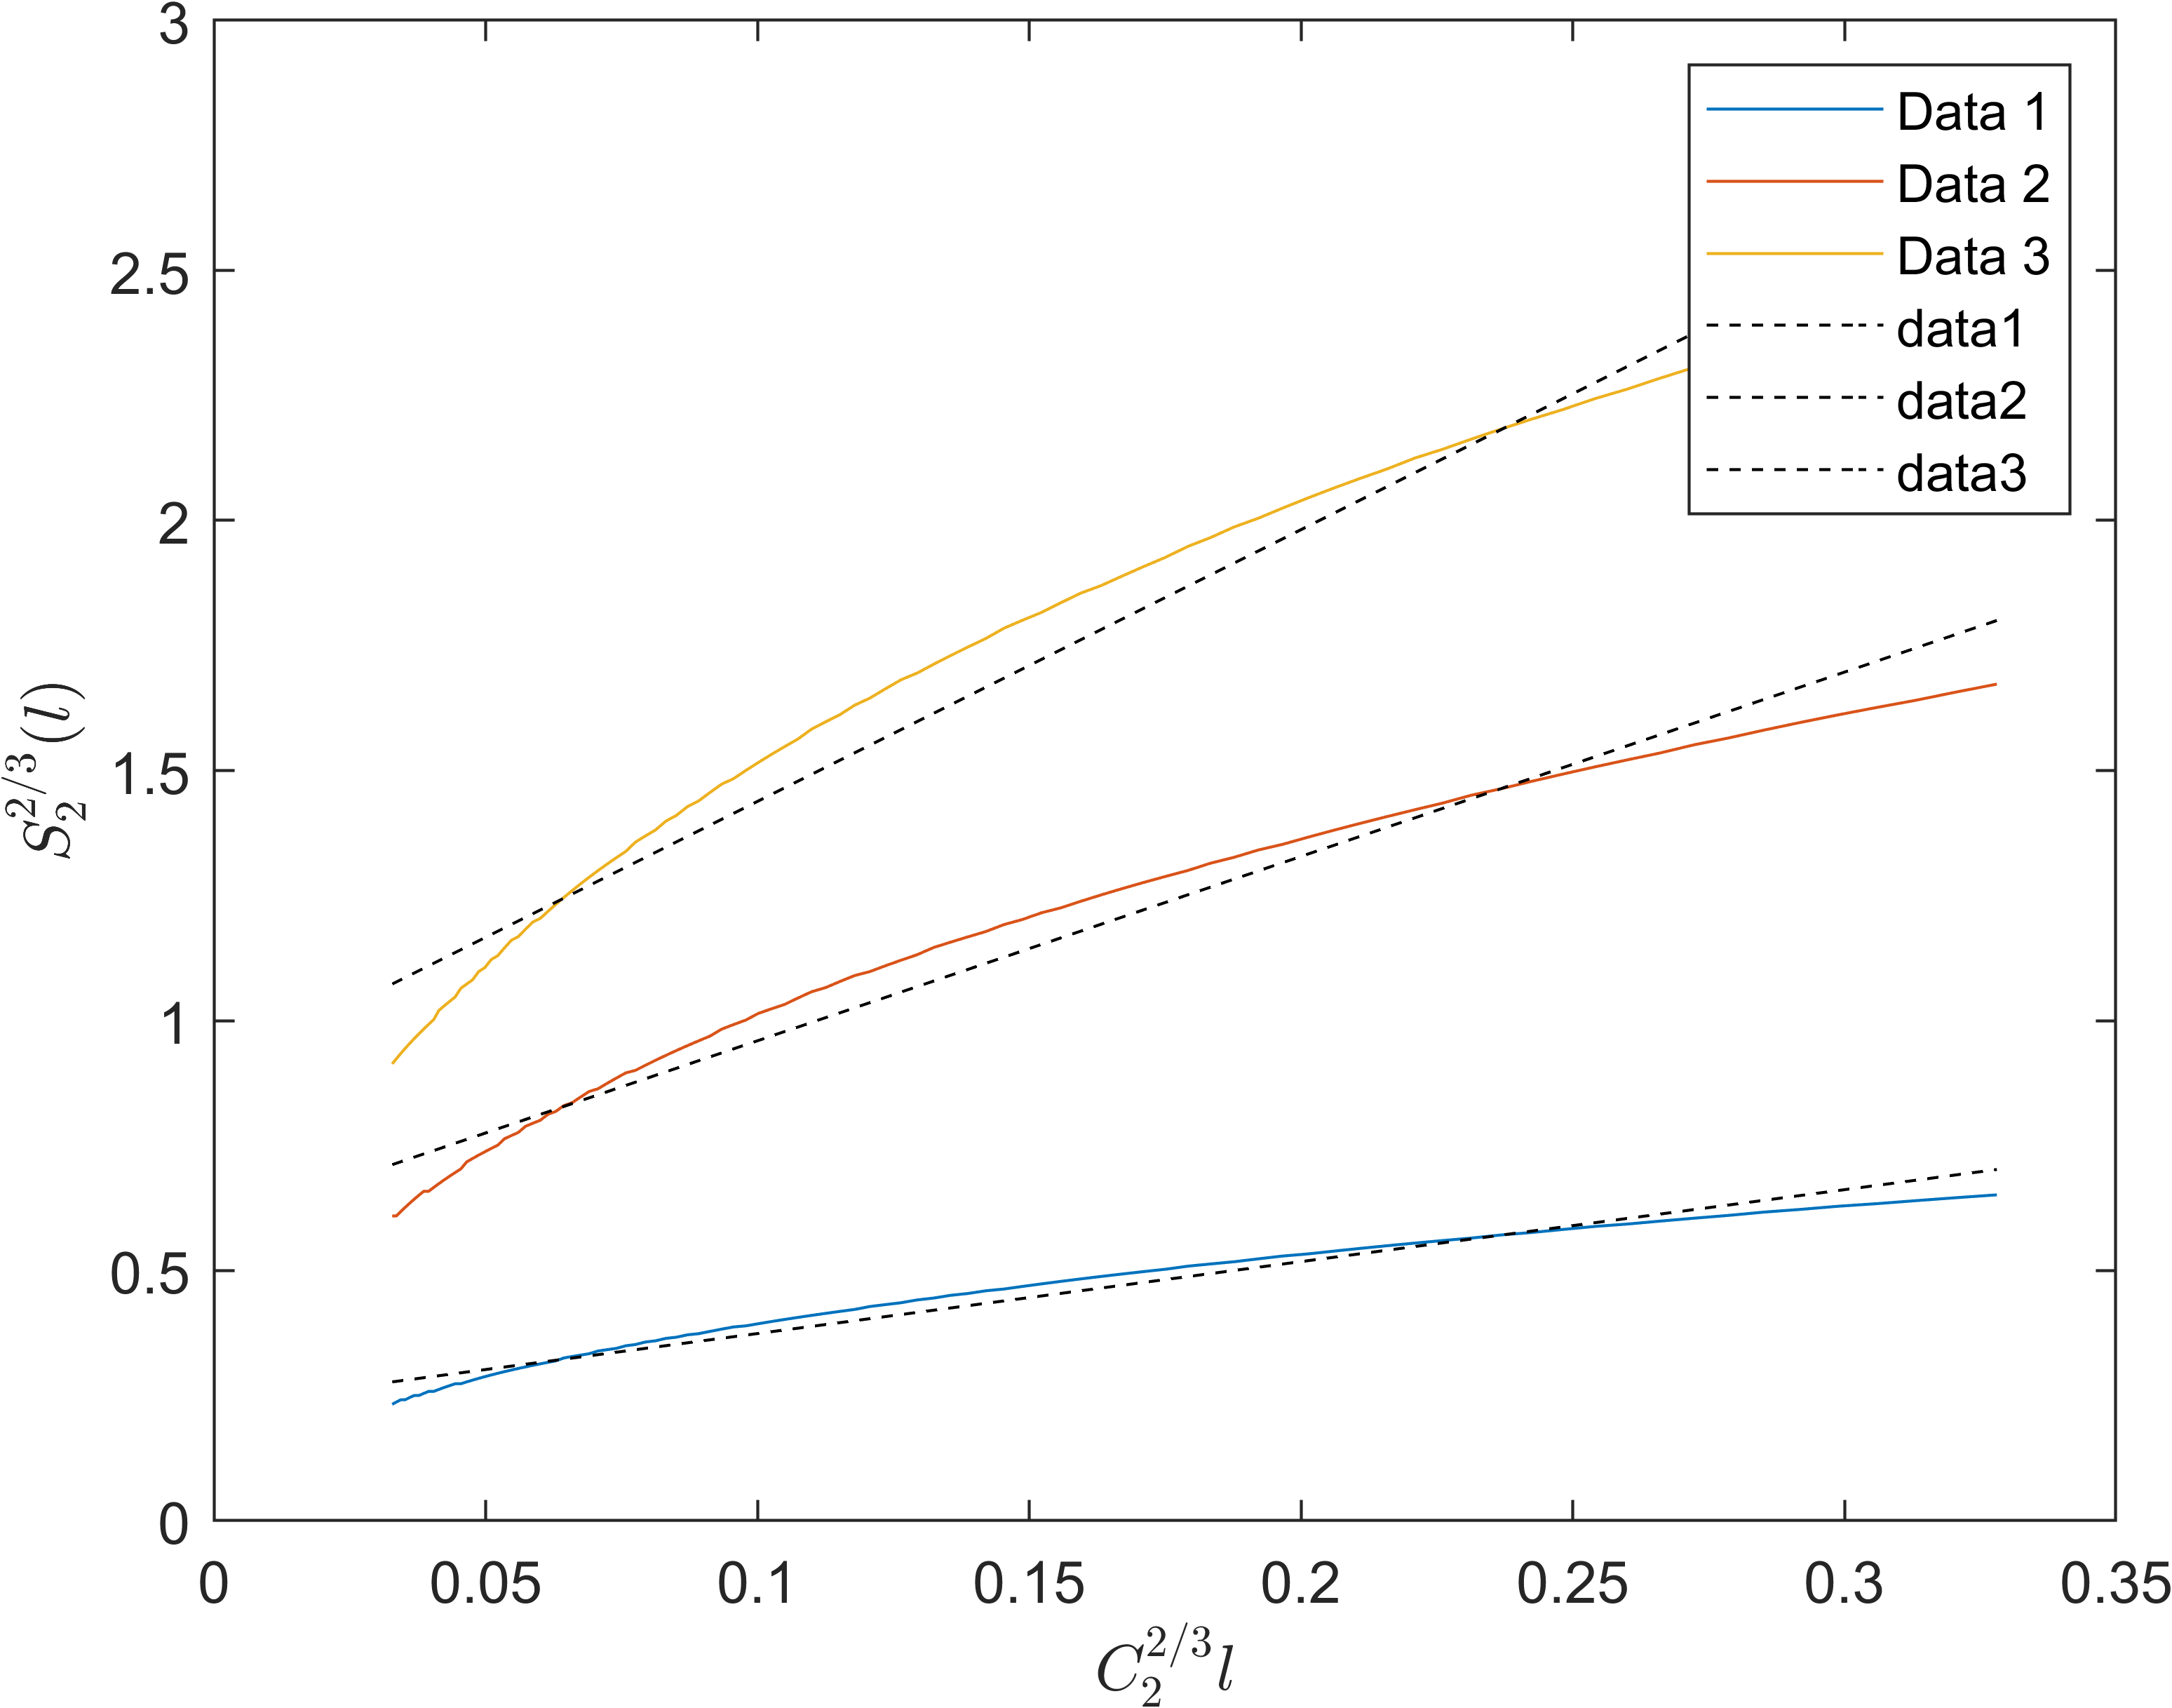 3
2.5
2
1.5
1
0.5
0
S_2^{2/3}(l)
Data 1
Data 2
Data 3
data1
data2
data3
0 0.05 0.1 0.15 0.2 0.25 0.3 0.35
C_2^{2/3}l